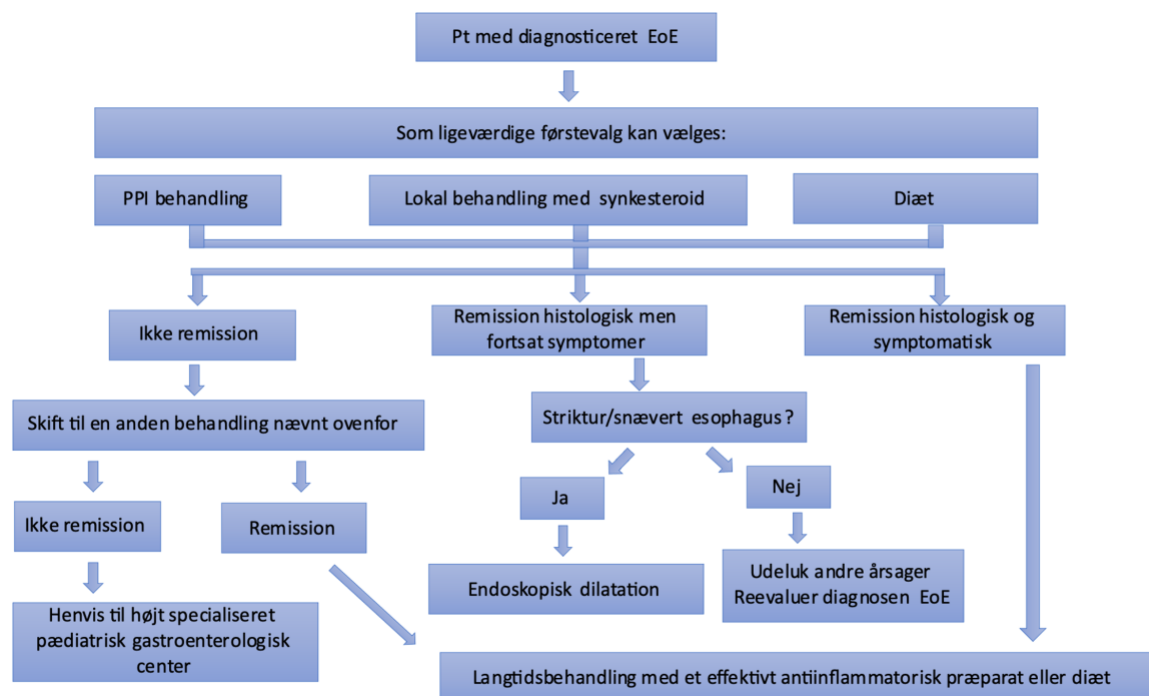 Pt med diagnosticeret EoE
Som ligeværdige førstevalg kan vælges:
PPI behandling
Lokal behandling med synkesteroid
Diæt
Ikke remission
Remission histologisk men
fortsat symptomer
Remission histologisk og
symptomatisk
Skift til en anden behandling nævnt ovenfor
Striktur/snævert esophagus ?
Ikke remission
Remission
Ja
Nej
Henvis til højt specialiseret
pædiatrisk gastroenterologisk
center
Endoskopisk dilatation
Udeluk andre årsager
Reevaluer diagnosen EoE
Langtidsbehandling med et effektivt antiinflammatorisk præparat eller diæt